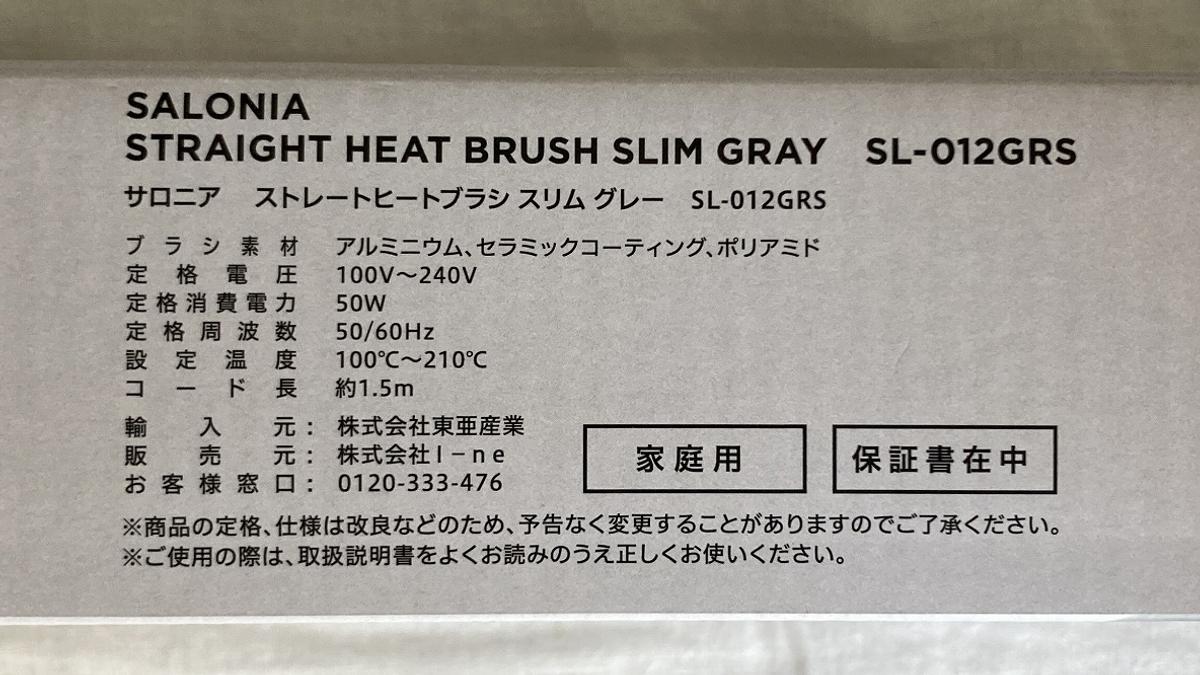 SALONIA
STRAIGHT HEAT BRUSH SLIM GRAY SL-012GRS
サロニア ストレートヒートブラシ スリム グレー SL-012GRS
ブラシ素材 アルミニウム、セラミックコーティング、ポリアミド
定格電圧 100V～240V
定格消費電力 50W
定格周波数 50/60Hz
設定温度 100℃～210℃
コード長 約1.5m
輸入元: 株式会社東亜産業
販売元: 株式会社I-ne
お客様窓口: 0120-333-476
家庭用 保証書在中
※商品の定格、仕様は改良などのため、予告なく変更することがありますのでご了承ください。
※ご使用の際は、取扱説明書をよくお読みのうえ正しくお使いください。